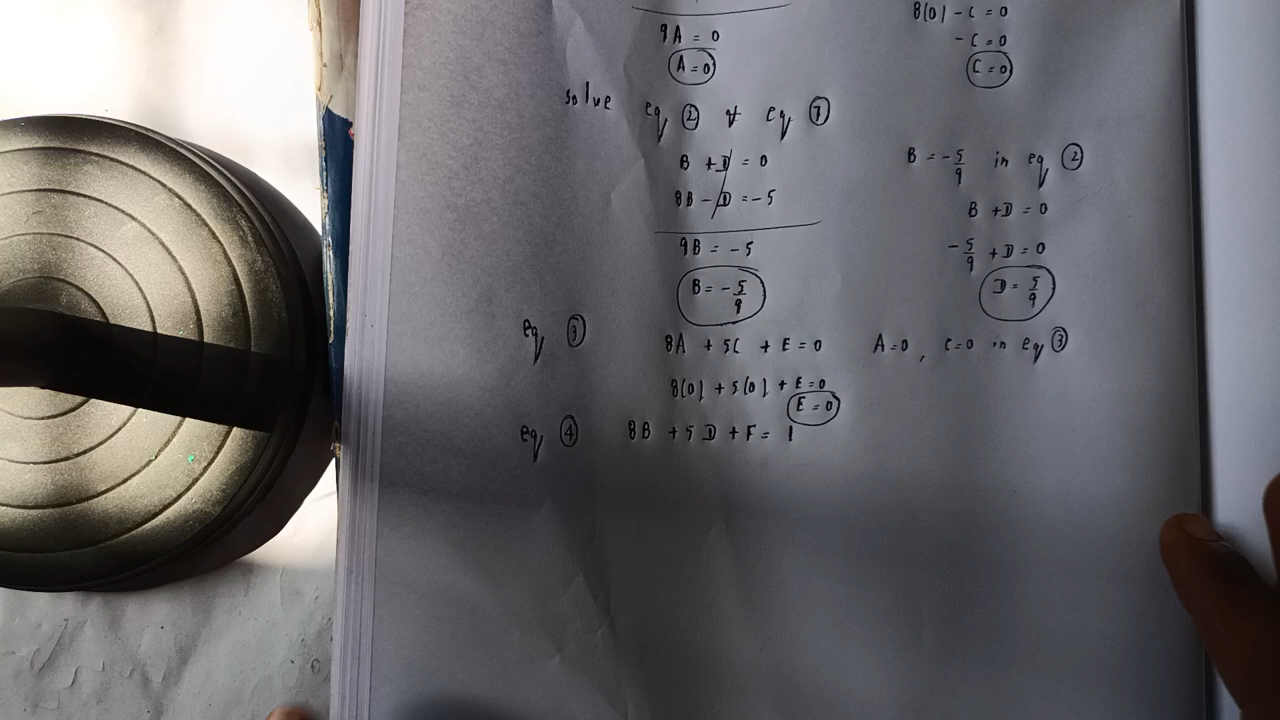 9A = 0
A = 0
8(0) - C = 0
- C = 0
C = 0
solve eq ② & eq ⑦
B + D = 0
8B - D = -5
9B = -5
B = -5/9
B = -5/9 in eq ②
B + D = 0
-5/9 + D = 0
D = 5/9
eq ③ 8A + 5C + E = 0 A = 0, C = 0 in eq ③
8(0) + 5(0) + E = 0
E = 0
eq ④ 8B + 5D + F = 1